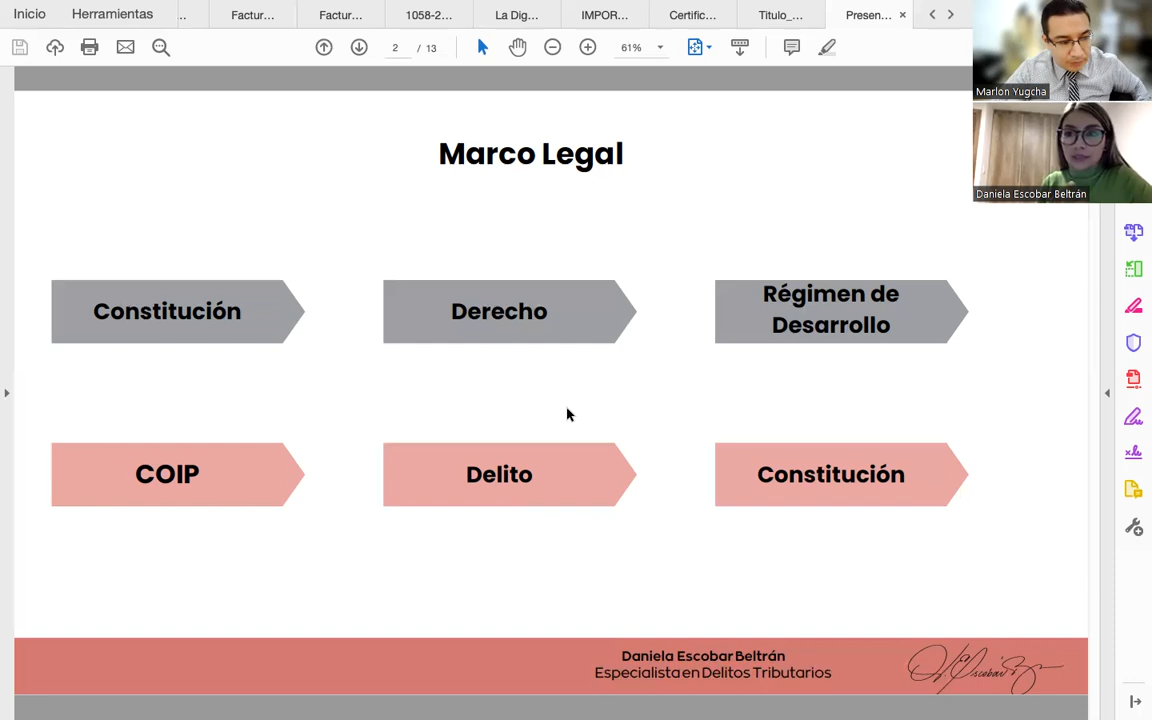 Inicio
Herramientas
..
Factur...
Factur...
1058-2...
La Dig...
IMPOR...
Certific...
Titulo_...
Presen...
×
2 / 13
61%
Marlon Yugcha
Daniela Escobar Beltrán
Marco Legal
Constitución
Derecho
Régimen de
Desarrollo
COIP
Delito
Constitución
Daniela Escobar Beltrán
Especialista en Delitos Tributarios